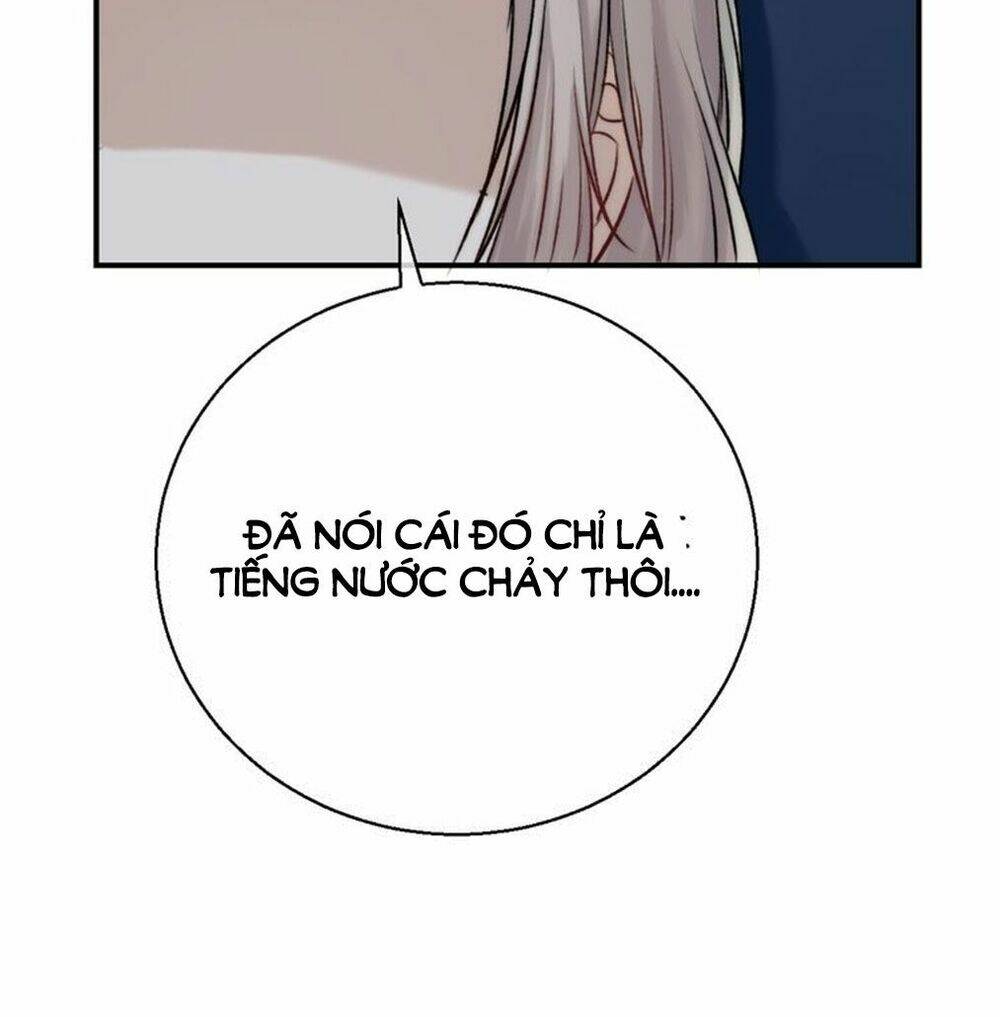 ĐÃ NÓI CÁI ĐÓ CHỈ LÀ
TIẾNG NƯỚC CHẢY THÔI....